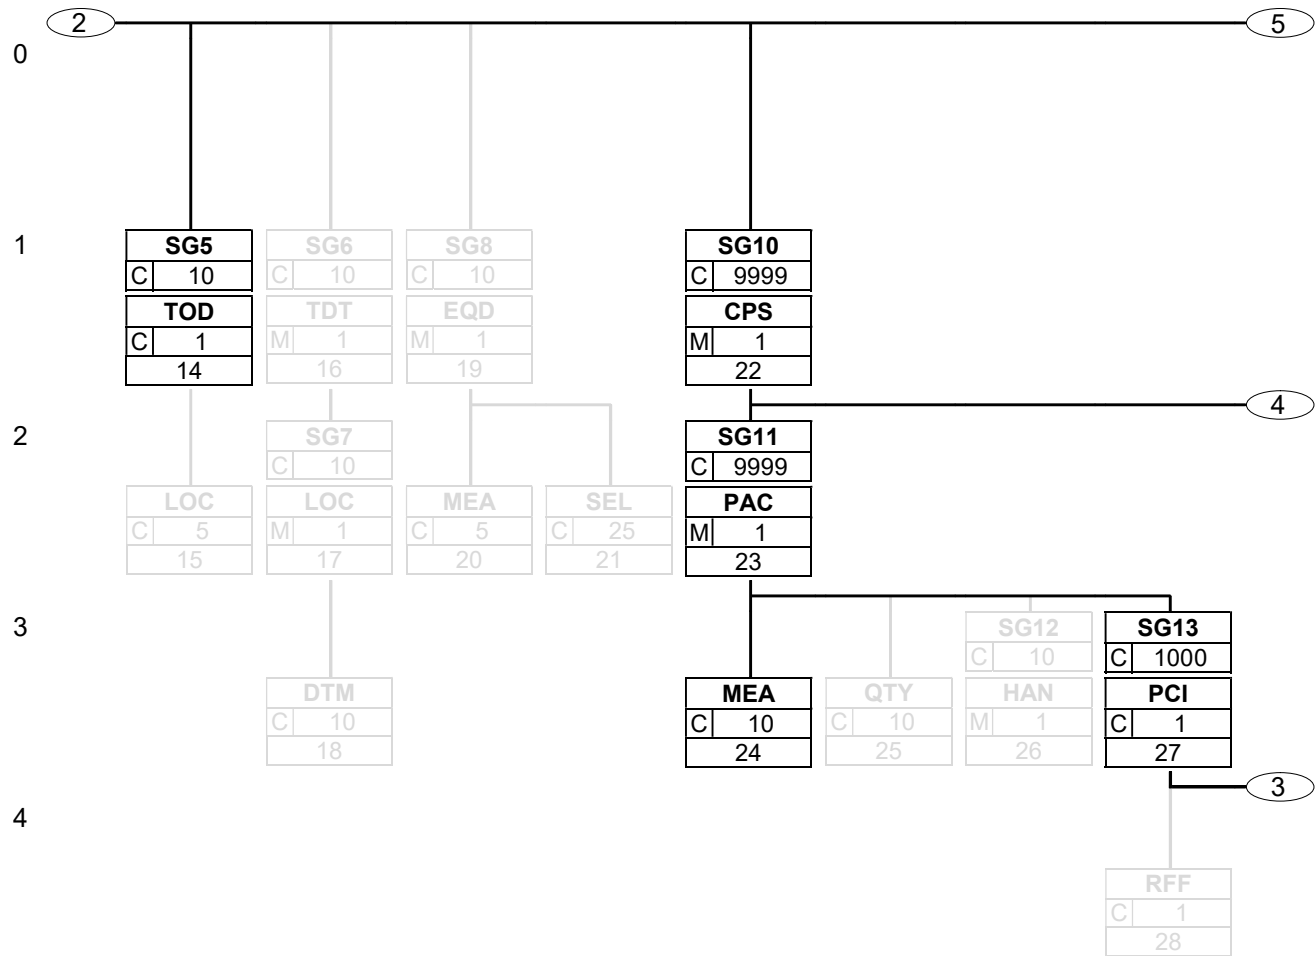 2 5
0
1 SG5 SG6 SG8 SG10
C 10 C 10 C 10 C 9999
TOD TDT EQD CPS
C 1 M 1 M 1 M 1
14 16 19 22
4
2 SG7 SG11
C 10 C 9999
LOC LOC MEA SEL PAC
C 5 M 1 C 5 C 25 M 1
15 17 20 21 23
3 SG12 SG13
C 10 C 1000
DTM MEA QTY HAN PCI
C 10 C 10 C 10 M 1 C 1
18 24 25 26 27
3
4
RFF
C 1
28